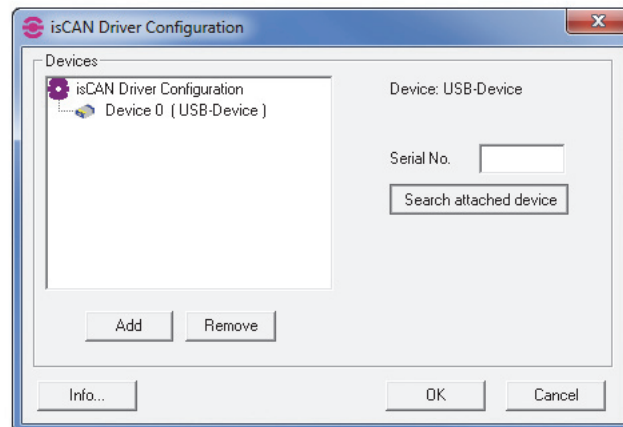 isCAN Driver Configuration
Devices
isCAN Driver Configuration
Device 0 ( USB-Device )
Device: USB-Device
Serial No.
Search attached device
Add
Remove
Info...
OK
Cancel